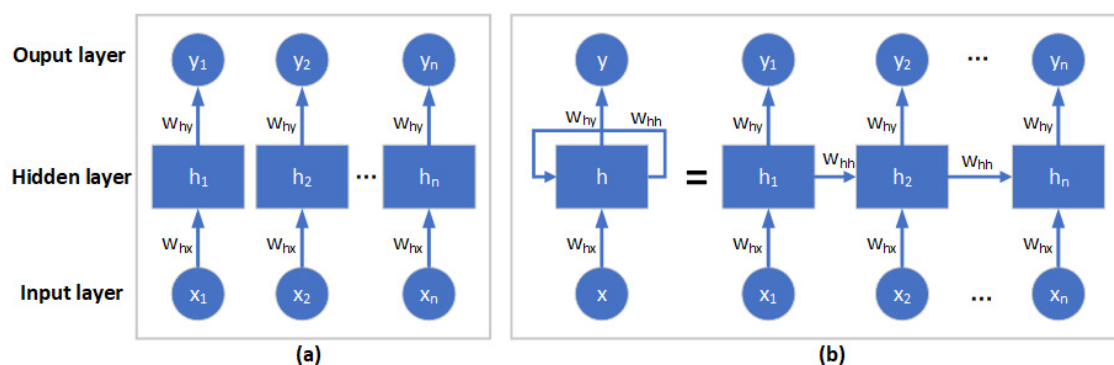 Ouput layer
y1 y2 yn y y1 y2 ... yn
why why why why whh why why why
Hidden layer
h1 h2 ... hn h = h1 whh h2 whh hn
whx whx whx whx whx whx whx
Input layer
x1 x2 xn x x1 x2 ... xn
(a) (b)